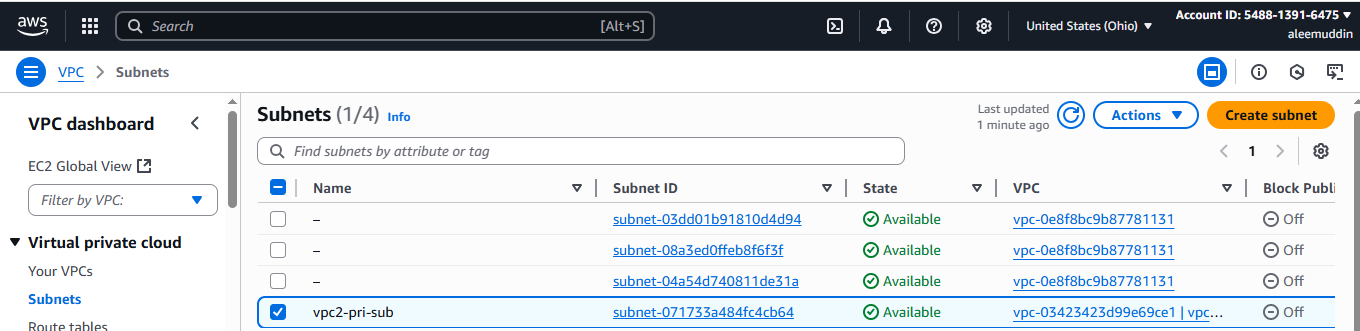 aws Search [Alt+S] United States (Ohio) Account ID: 5488-1391-6475
aleemuddin
VPC Subnets
VPC dashboard
EC2 Global View
Filter by VPC:
Virtual private cloud
Your VPCs
Subnets
Route tables
Subnets (1/4) Info
Last updated
1 minute ago
Actions
Create subnet
Find subnets by attribute or tag
1
Name Subnet ID State VPC Block Publi
– subnet-03dd01b91810d4d94 Available vpc-0e8f8bc9b87781131 Off
– subnet-08a3ed0ffeb8f6f3f Available vpc-0e8f8bc9b87781131 Off
– subnet-04a54d740811de31a Available vpc-0e8f8bc9b87781131 Off
vpc2-pri-sub subnet-071733a484fc4cb64 Available vpc-03423423d99e69ce1 | vpc… Off